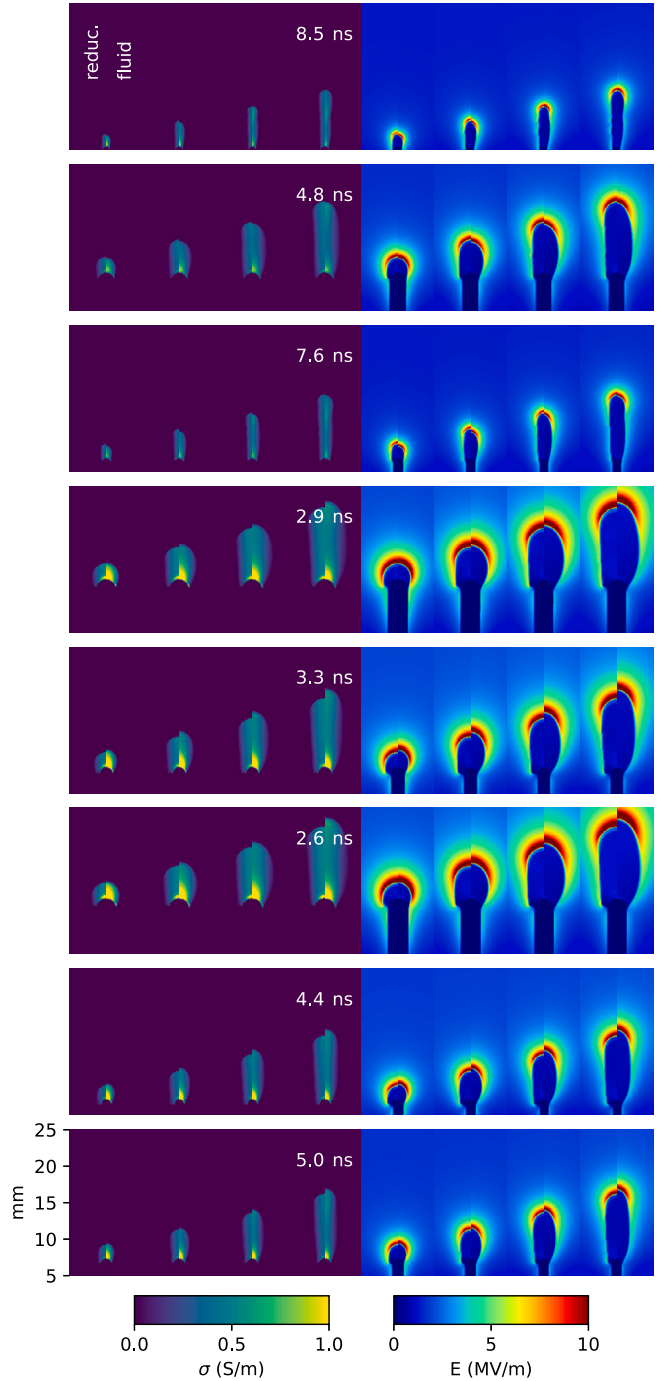 reduc.
fluid
8.5 ns
4.8 ns
7.6 ns
2.9 ns
3.3 ns
2.6 ns
4.4 ns
5.0 ns
25
20
15
10
5
mm
0.0 0.5 1.0
σ (S/m)
0 5 10
E (MV/m)